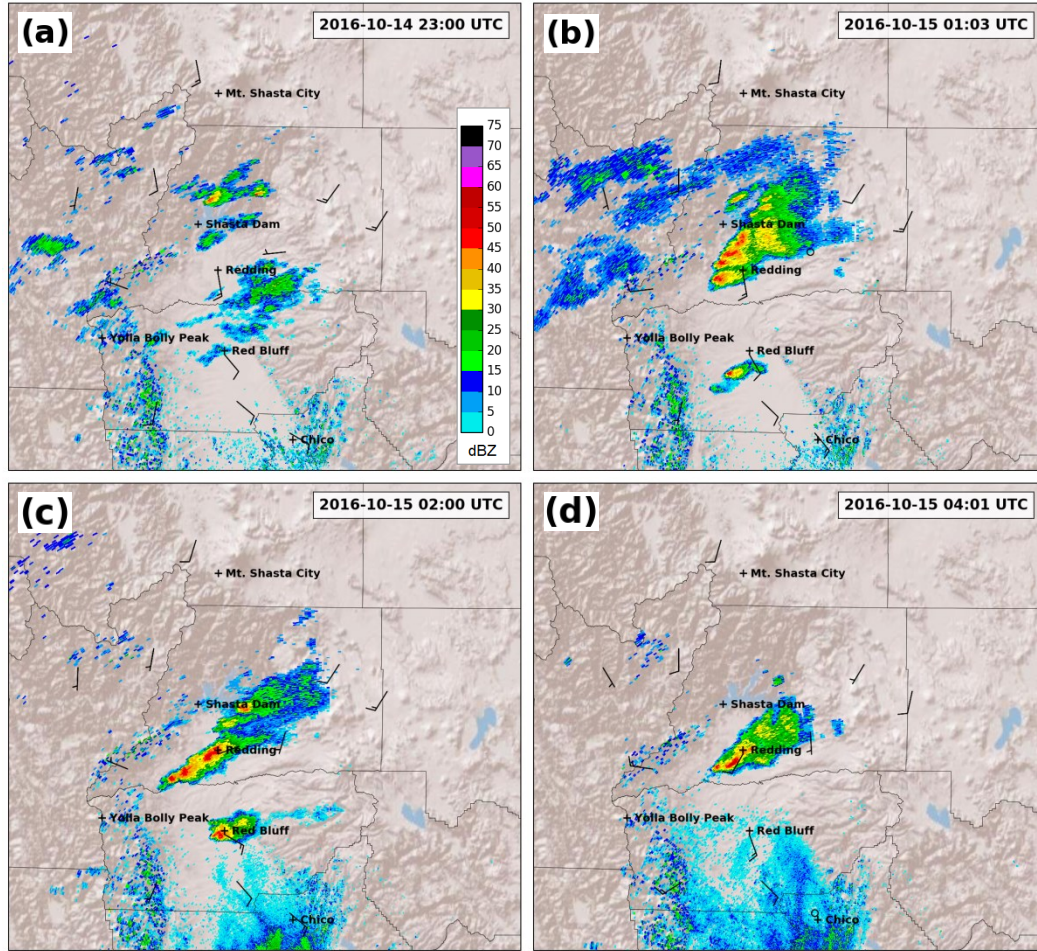 (a)
2016-10-14 23:00 UTC
Mt. Shasta City
Shasta Dam
Redding
Yolla Bolly Peak
Red Bluff
Chico
75
70
65
60
55
50
45
40
35
30
25
20
15
10
5
0
dBZ
(b)
2016-10-15 01:03 UTC
Mt. Shasta City
Shasta Dam
Redding
Yolla Bolly Peak
Red Bluff
Chico
(c)
2016-10-15 02:00 UTC
Mt. Shasta City
Shasta Dam
Redding
Yolla Bolly Peak
Red Bluff
Chico
(d)
2016-10-15 04:01 UTC
Mt. Shasta City
Shasta Dam
Redding
Yolla Bolly Peak
Red Bluff
Chico